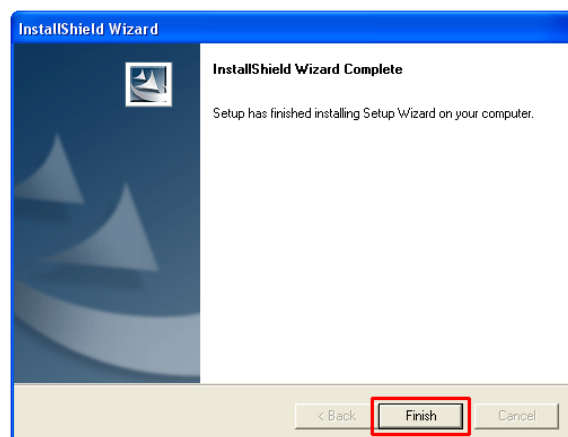 InstallShield Wizard
InstallShield Wizard Complete
Setup has finished installing Setup Wizard on your computer.
< Back Finish Cancel